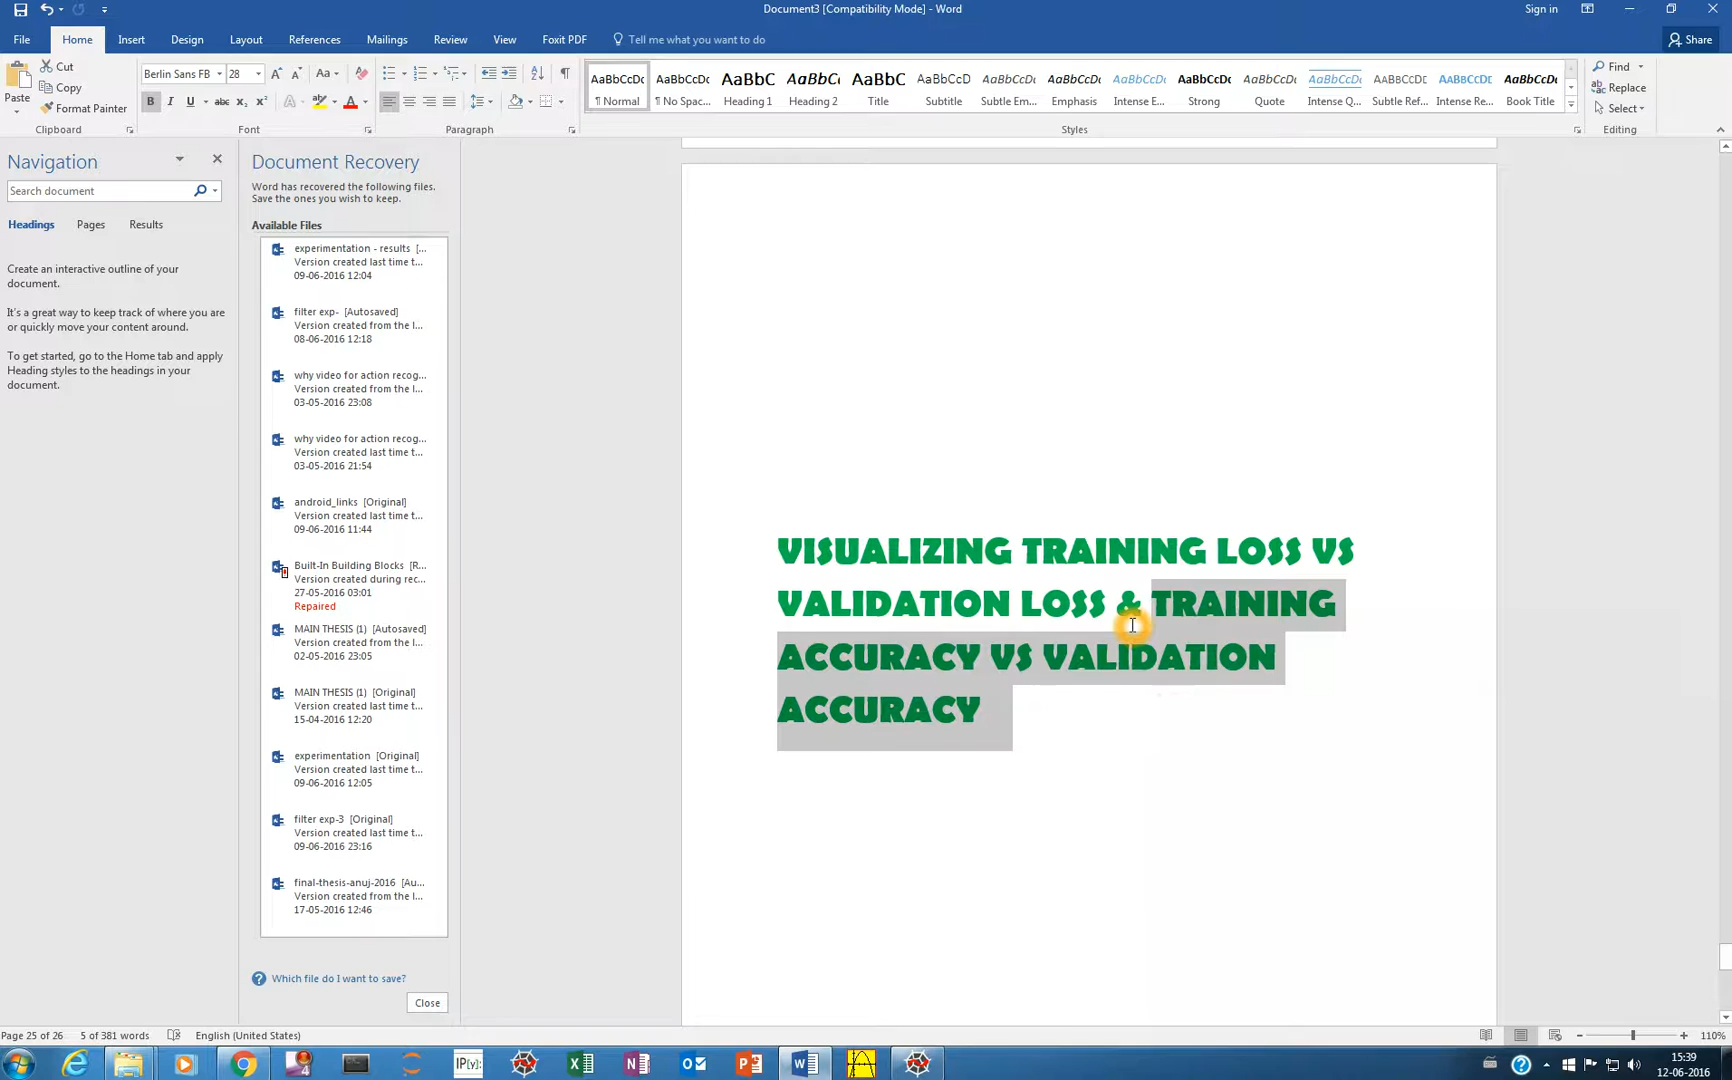 Document3 [Compatibility Mode] - Word
Sign in
File Home Insert Design Layout References Mailings Review View Foxit PDF Tell me what you want to do
Share
Paste
Cut
Copy
Format Painter
Clipboard
Berlin Sans FB 28
Font
Paragraph
AaBbCcDc AaBbCcDc AaBbC AaBbCc AaBbC AaBbCcD AaBbCcDc AaBbCcDc AaBbCcDc AaBbCcDc AaBbCcDc AaBbCcDc AABBCCDC AABBCCDC AaBbCcDc
¶ Normal ¶ No Spac... Heading 1 Heading 2 Title Subtitle Subtle Em... Emphasis Intense E... Strong Quote Intense Q... Subtle Ref... Intense Re... Book Title
Styles
Find
Replace
Select
Editing
Navigation
Search document
Headings Pages Results
Create an interactive outline of your
document.
It's a great way to keep track of where you are
or quickly move your content around.
To get started, go to the Home tab and apply
Heading styles to the headings in your
document.
Document Recovery
Word has recovered the following files.
Save the ones you wish to keep.
Available Files
experimentation - results [...
Version created last time t...
09-06-2016 12:04
filter exp- [Autosaved]
Version created from the l...
08-06-2016 12:18
why video for action recog...
Version created from the l...
03-05-2016 23:08
why video for action recog...
Version created last time t...
03-05-2016 21:54
android_links [Original]
Version created last time t...
09-06-2016 11:44
Built-In Building Blocks [R...
Version created during rec...
27-05-2016 03:01
Repaired
MAIN THESIS (1) [Autosaved]
Version created from the l...
02-05-2016 23:05
MAIN THESIS (1) [Original]
Version created last time t...
15-04-2016 12:20
experimentation [Original]
Version created last time t...
09-06-2016 12:05
filter exp-3 [Original]
Version created last time t...
09-06-2016 23:16
final-thesis-anuj-2016 [Au...
Version created from the l...
17-05-2016 12:46
Which file do I want to save?
Close
VISUALIZING TRAINING LOSS VS
VALIDATION LOSS & TRAINING
ACCURACY VS VALIDATION
ACCURACY
Page 25 of 26 5 of 381 words English (United States)
110%
IP[y]:
15:39
12-06-2016